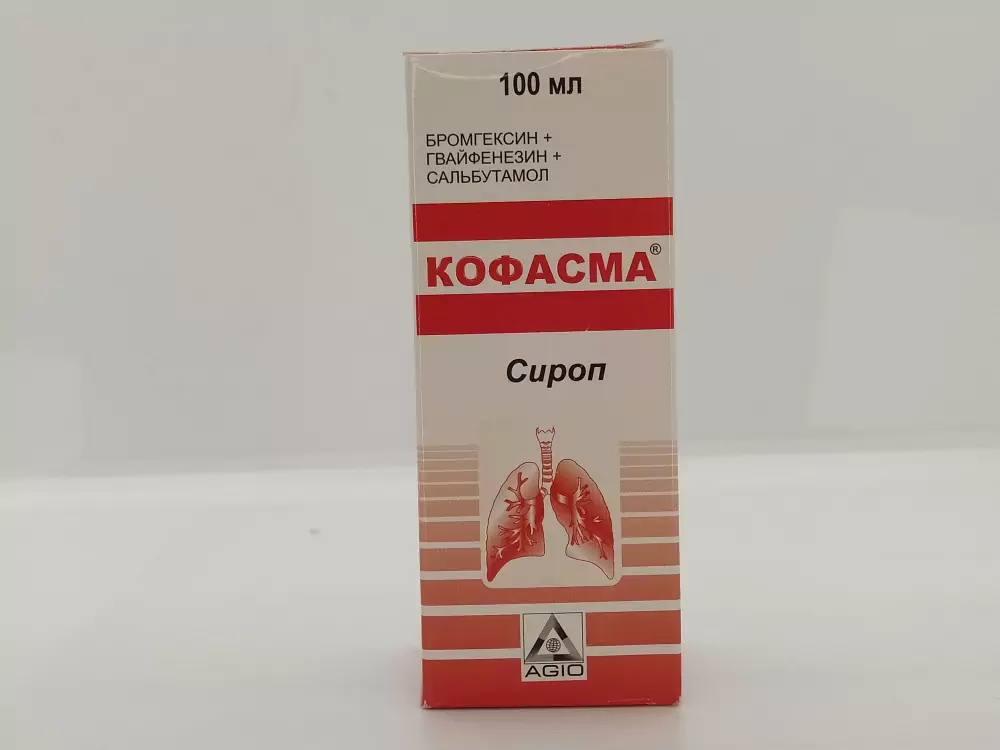 100 мл
БРОМГЕКСИН +
ГВАЙФЕНЕЗИН +
САЛЬБУТАМОЛ
КОФАСМА®
Сироп
AGIO